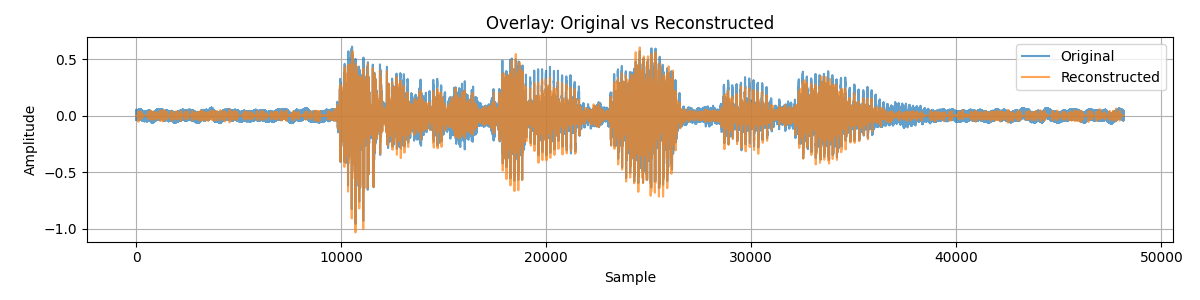 Overlay: Original vs Reconstructed
Original
Reconstructed
Amplitude
0.5
0.0
−0.5
−1.0
0 10000 20000 30000 40000 50000
Sample